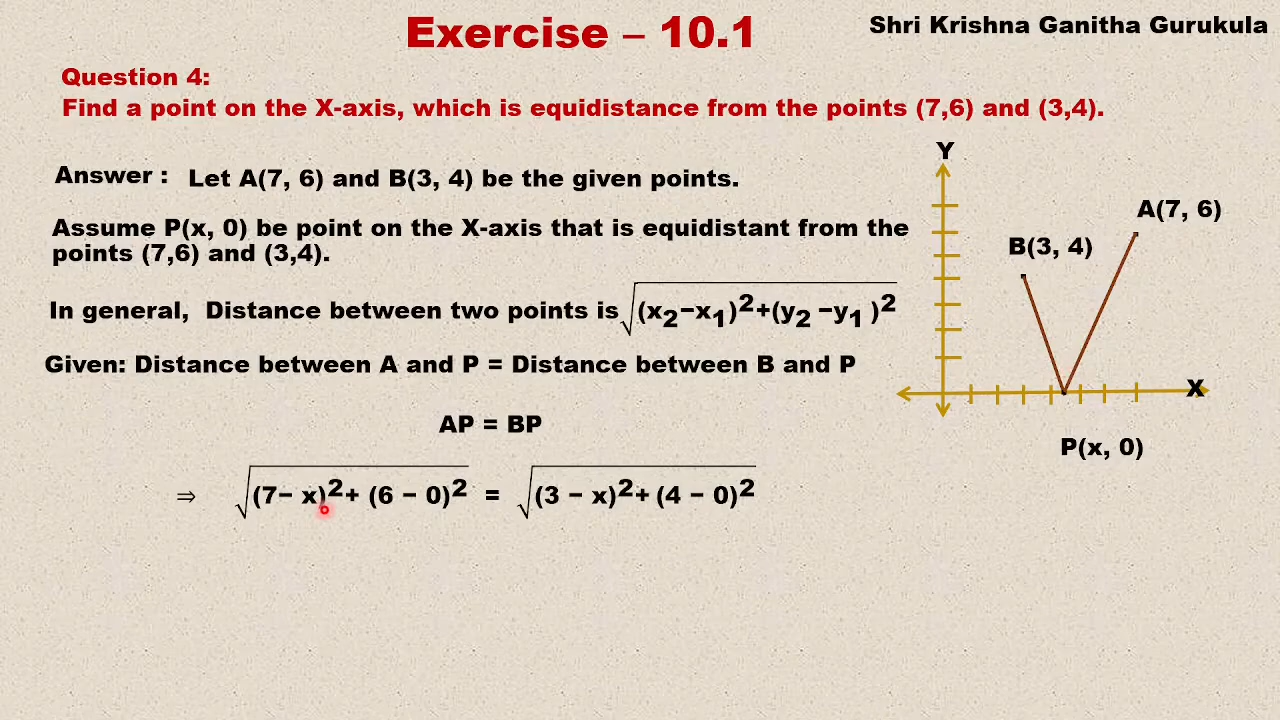 Exercise – 10.1
Shri Krishna Ganitha Gurukula
Question 4:
Find a point on the X-axis, which is equidistance from the points (7,6) and (3,4).
Answer : Let A(7, 6) and B(3, 4) be the given points.
Assume P(x, 0) be point on the X-axis that is equidistant from the
points (7,6) and (3,4).
In general, Distance between two points is √(x₂−x₁)²+(y₂ −y₁ )²
Given: Distance between A and P = Distance between B and P
AP = BP
⇒ √(7− x)²+ (6 − 0)² = √(3 − x)²+ (4 − 0)²
Y
A(7, 6)
B(3, 4)
X
P(x, 0)